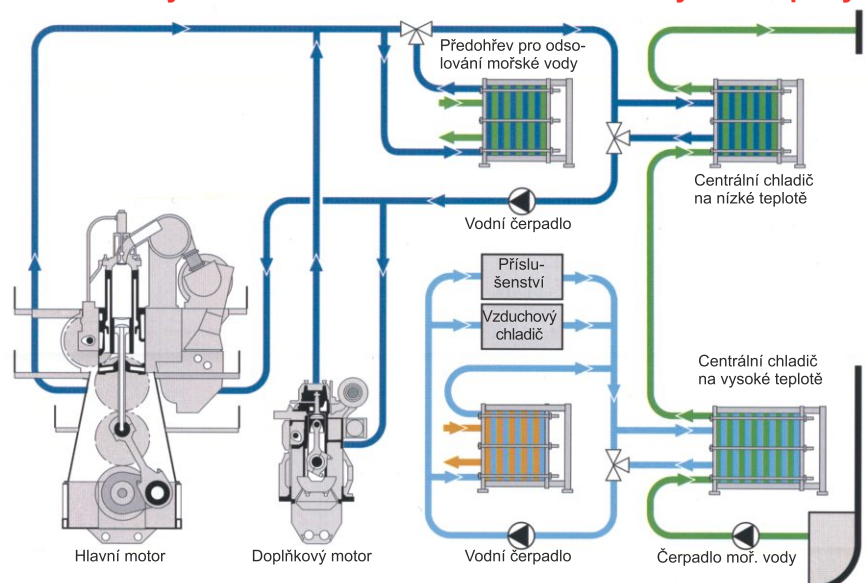 Předohřev pro odso-
lování mořské vody
Centrální chladič
na nízké teplotě
Vodní čerpadlo
Příslu-
šenství
Vzduchový
chladič
Centrální chladič
na vysoké teplotě
Hlavní motor
Doplňkový motor
Vodní čerpadlo
Čerpadlo moř. vody